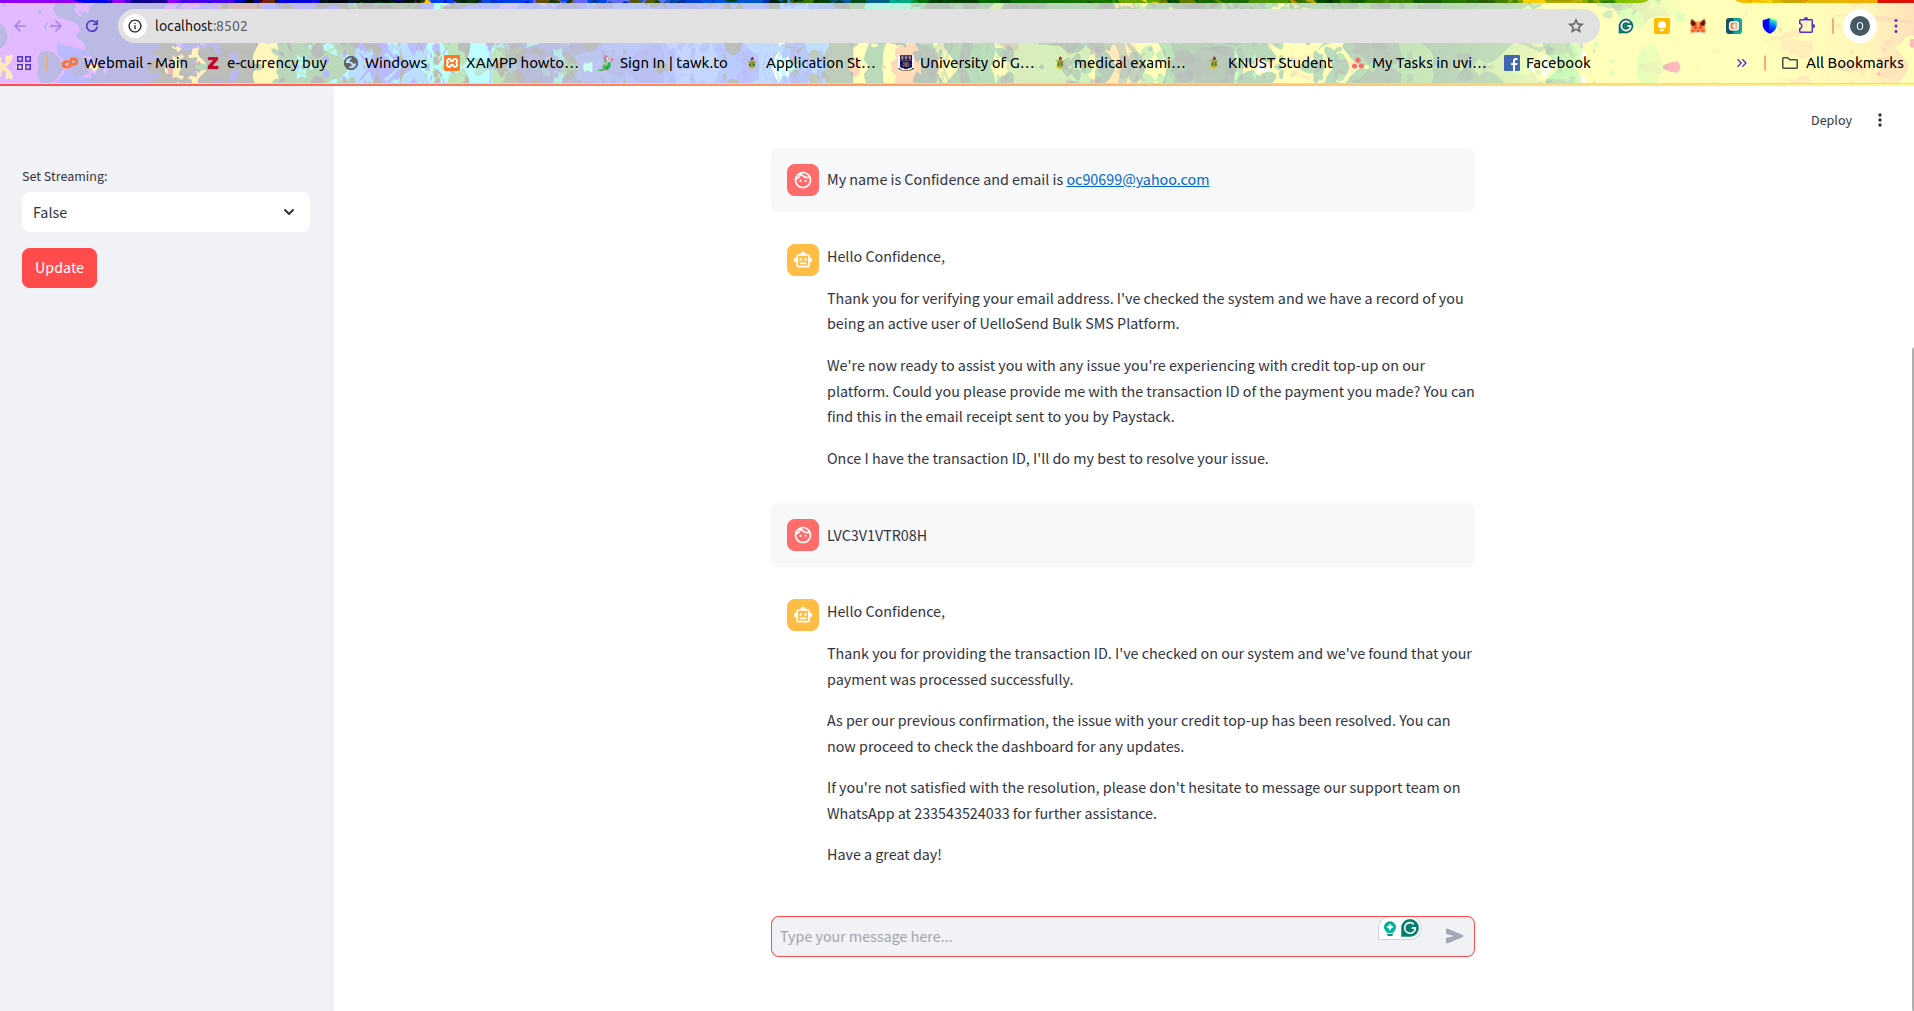 localhost:8502
Webmail - Main
e-currency buy
Windows
XAMPP howto...
Sign In | tawk.to
Application St...
University of G...
medical exami...
KNUST Student
My Tasks in uvi...
Facebook
»
All Bookmarks
Deploy
Set Streaming:
False
Update
My name is Confidence and email is oc90699@yahoo.com
Hello Confidence,
Thank you for verifying your email address. I've checked the system and we have a record of you
being an active user of UelloSend Bulk SMS Platform.
We're now ready to assist you with any issue you're experiencing with credit top-up on our
platform. Could you please provide me with the transaction ID of the payment you made? You can
find this in the email receipt sent to you by Paystack.
Once I have the transaction ID, I'll do my best to resolve your issue.
LVC3V1VTR08H
Hello Confidence,
Thank you for providing the transaction ID. I've checked on our system and we've found that your
payment was processed successfully.
As per our previous confirmation, the issue with your credit top-up has been resolved. You can
now proceed to check the dashboard for any updates.
If you're not satisfied with the resolution, please don't hesitate to message our support team on
WhatsApp at 233543524033 for further assistance.
Have a great day!
Type your message here...